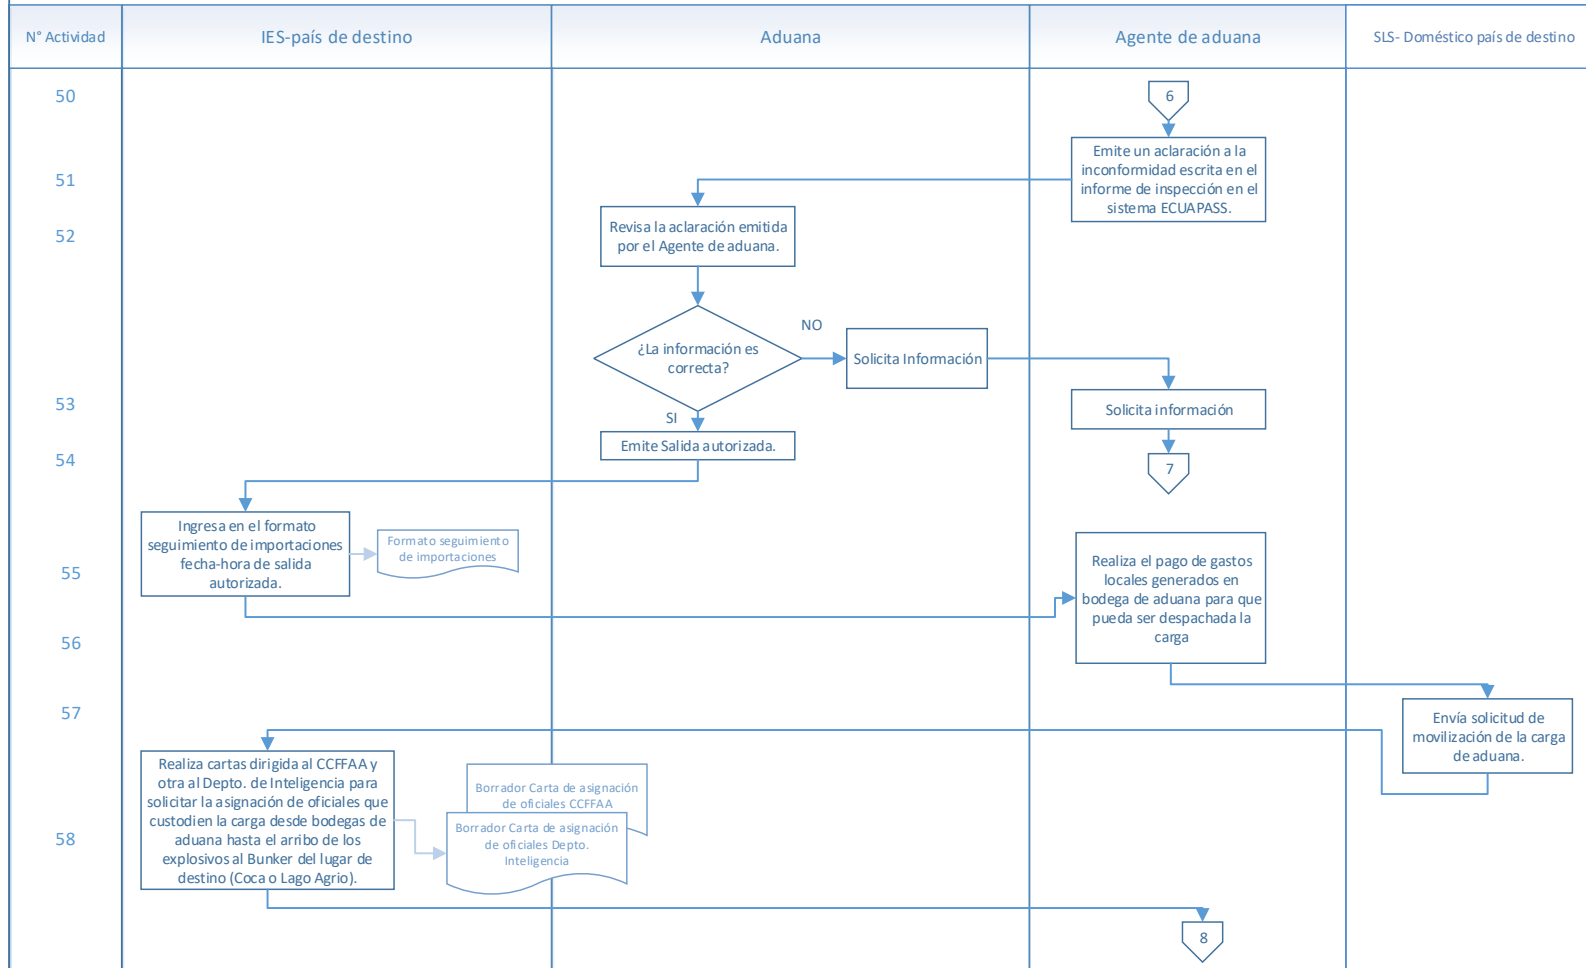 N° Actividad
IES-país de destino
Aduana
Agente de aduana
SLS- Doméstico país de destino
50
6
Emite un aclaración a la
inconformidad escrita en el
informe de inspección en el
sistema ECUAPASS.
51
Revisa la aclaración emitida
por el Agente de aduana.
52
¿La información es
correcta?
NO
Solicita Información
SI
53
Solicita información
Emite Salida autorizada.
54
7
Ingresa en el formato
seguimiento de importaciones
fecha-hora de salida
autorizada.
Formato seguimiento
de importaciones
55
Realiza el pago de gastos
locales generados en
bodega de aduana para que
pueda ser despachada la
carga
56
57
Envía solicitud de
movilización de la carga
de aduana.
Realiza cartas dirigida al CCFFAA y
otra al Depto. de Inteligencia para
solicitar la asignación de oficiales que
custodien la carga desde bodegas de
aduana hasta el arribo de los
explosivos al Bunker del lugar de
destino (Coca o Lago Agrio).
Borrador Carta de asignación
de oficiales CCFFAA
Borrador Carta de asignación
de oficiales Depto.
Inteligencia
58
8